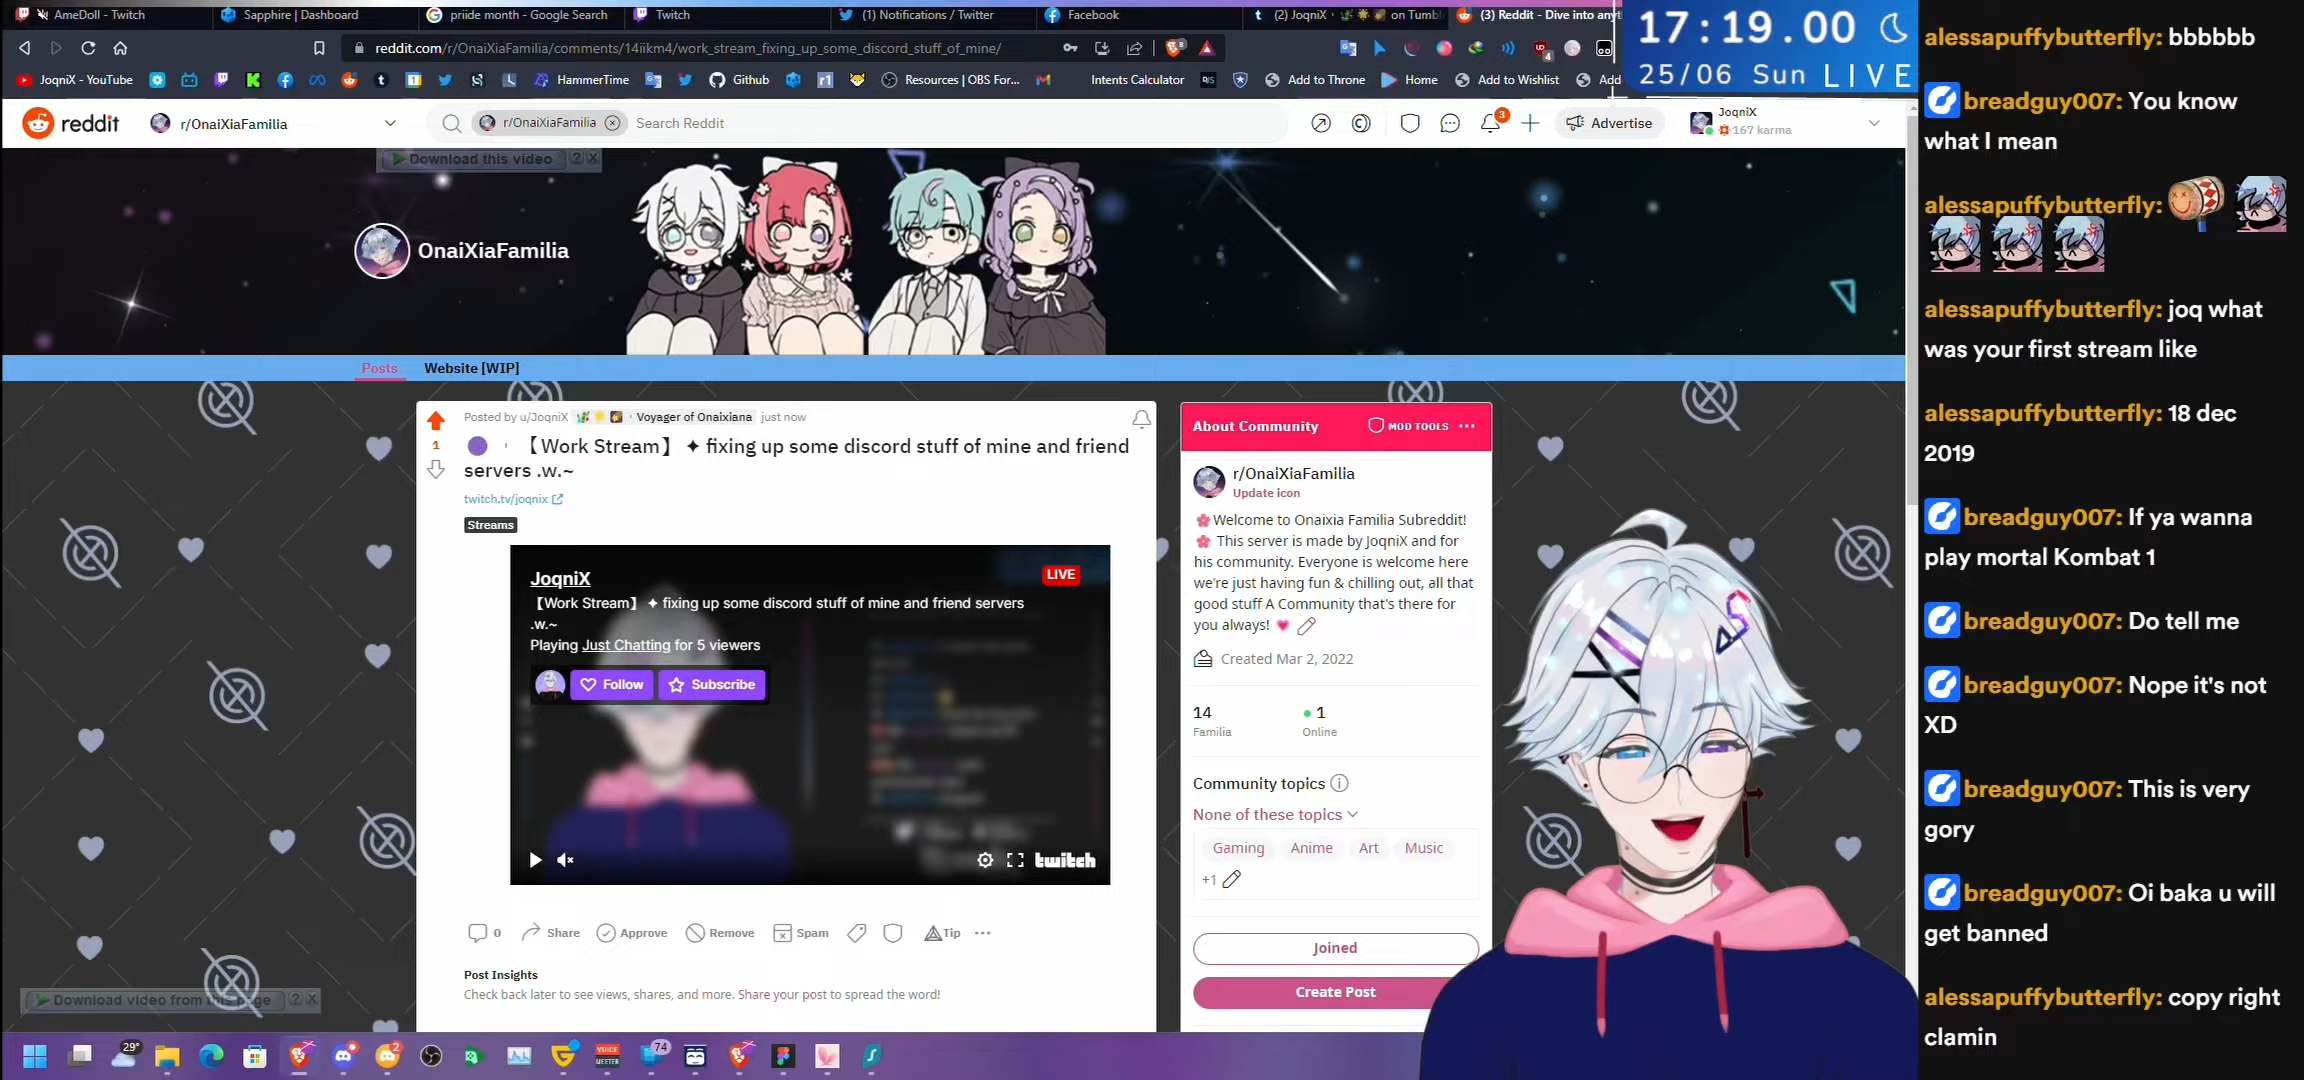 AmeDoll - Twitch
Sapphire | Dashboard
priide month - Google Search
Twitch
(1) Notifications / Twitter
Facebook
(2) JoqniX
on Tumbl
(3) Reddit - Dive into anyt
17:19.00
25/06 Sun LIVE
reddit.com/r/OnaiXiaFamilia/comments/14iikm4/work_stream_fixing_up_some_discord_stuff_of_mine/
JoqniX - YouTube
HammerTime
Github
r1
Resources | OBS For...
Intents Calculator
Add to Throne
Home
Add to Wishlist
Add
reddit
r/OnaiXiaFamilia
r/OnaiXiaFamilia
Search Reddit
3
Advertise
JoqniX
167 karma
Download this video
OnaiXiaFamilia
Posts
Website [WIP]
Posted by u/JoqniX
Voyager of Onaixiana
just now
1
【Work Stream】 ✦ fixing up some discord stuff of mine and friend
servers .w.~
twitch.tv/joqnix
Streams
JoqniX
LIVE
【Work Stream】 ✦ fixing up some discord stuff of mine and friend servers
.w.~
Playing Just Chatting for 5 viewers
Follow
Subscribe
twitch
0
Share
Approve
Remove
Spam
Tip
Post Insights
Check back later to see views, shares, and more. Share your post to spread the word!
Download video from this page
About Community
MOD TOOLS
r/OnaiXiaFamilia
Update icon
🌸Welcome to Onaixia Familia Subreddit!
🌸 This server is made by JoqniX and for
his community. Everyone is welcome here
we're just having fun & chilling out, all that
good stuff A Community that's there for
you always! 💗
Created Mar 2, 2022
14
Familia
1
Online
Community topics
None of these topics
Gaming
Anime
Art
Music
+1
Joined
Create Post
29°
2
VOICE
MEETER
74
alessapuffybutterfly: bbbbbb
breadguy007: You know
what I mean
alessapuffybutterfly:
alessapuffybutterfly: joq what
was your first stream like
alessapuffybutterfly: 18 dec
2019
breadguy007: If ya wanna
play mortal Kombat 1
breadguy007: Do tell me
breadguy007: Nope it's not
XD
breadguy007: This is very
gory
breadguy007: Oi baka u will
get banned
alessapuffybutterfly: copy right
clamin